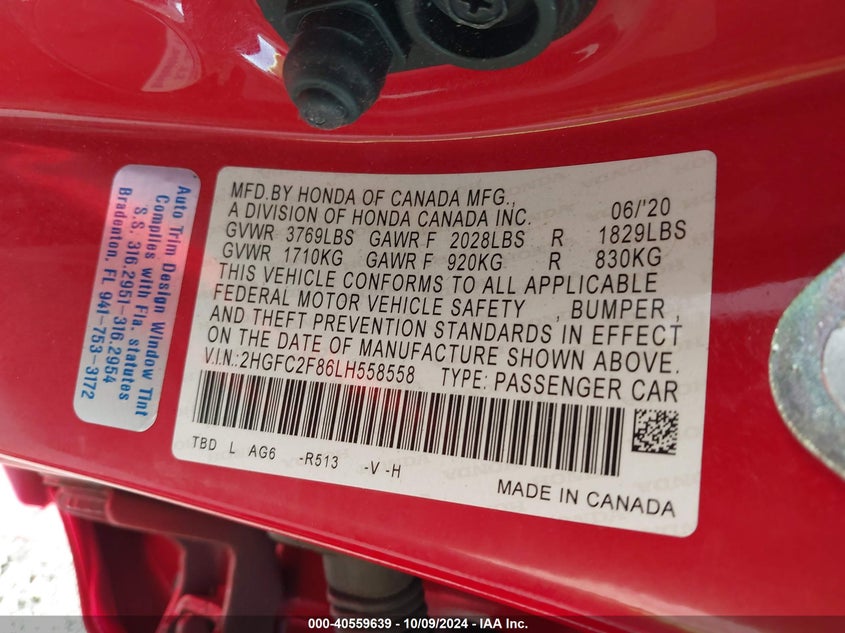 MFD.BY HONDA OF CANADA MFG.,
A DIVISION OF HONDA CANADA INC. 06/'20
GVWR 3769LBS GAWR F 2028LBS R 1829LBS
GVWR 1710KG GAWR F 920KG R 830KG
THIS VEHICLE CONFORMS TO ALL APPLICABLE
FEDERAL MOTOR VEHICLE SAFETY , BUMPER ,
AND THEFT PREVENTION STANDARDS IN EFFECT
ON THE DATE OF MANUFACTURE SHOWN ABOVE.
V.I.N.:2HGFC2F86LH558558 TYPE: PASSENGER CAR
TBD L AG6 -R513 -V -H
MADE IN CANADA
Auto Trim Design Window Tint
Complies with Fla. statutes
S.S. 316.2951-316.2954
Bradenton, FL 941-753-3172
000-40559639 - 10/09/2024 - IAA Inc.